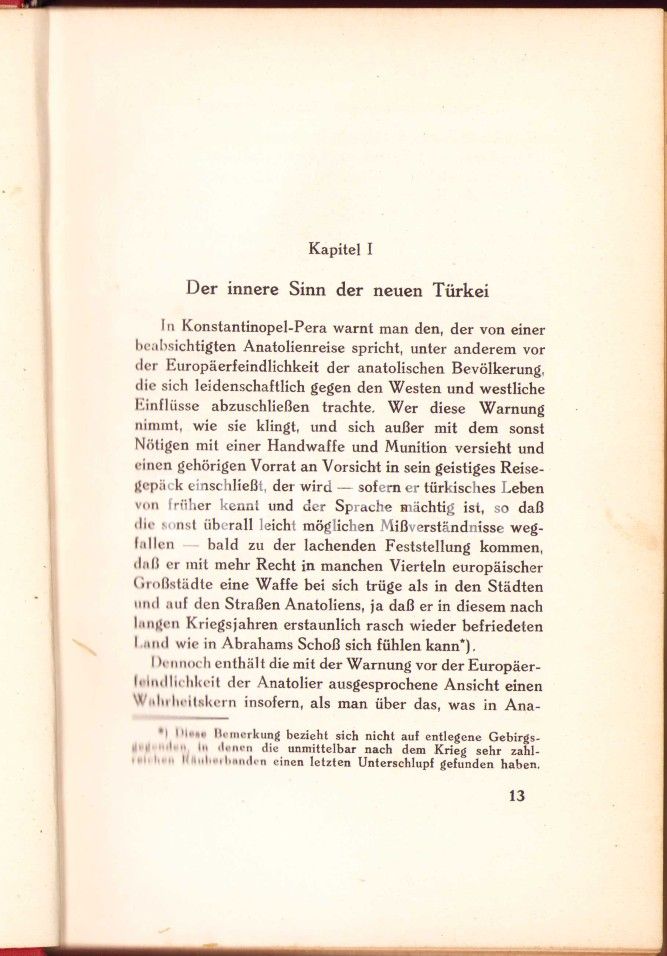 Kapitel I
Der innere Sinn der neuen Türkei
In Konstantinopel-Pera warnt man den, der von einer
beabsichtigten Anatolienreise spricht, unter anderem vor
der Europäerfeindlichkeit der anatolischen Bevölkerung,
die sich leidenschaftlich gegen den Westen und westliche
Einflüsse abzuschließen trachte. Wer diese Warnung
nimmt, wie sie klingt, und sich außer mit dem sonst
Nötigen mit einer Handwaffe und Munition versieht und
einen gehörigen Vorrat an Vorsicht in sein geistiges Reise-
gepäck einschließt, der wird — sofern er türkisches Leben
von früher kennt und der Sprache mächtig ist, so daß
die sonst überall leicht möglichen Mißverständnisse weg-
fallen — bald zu der lachenden Feststellung kommen,
daß er mit mehr Recht in manchen Vierteln europäischer
Großstädte eine Waffe bei sich trüge als in den Städten
und auf den Straßen Anatoliens, ja daß er in diesem nach
langen Kriegsjahren erstaunlich rasch wieder befriedeten
Land wie in Abrahams Schoß sich fühlen kann*).
Dennoch enthält die mit der Warnung vor der Europäer-
feindlichkeit der Anatolier ausgesprochene Ansicht einen
Wahrheitskern insofern, als man über das, was in Ana-
*) Diese Bemerkung bezieht sich nicht auf entlegene Gebirgs-
gegenden, in denen die unmittelbar nach dem Krieg sehr zahl-
reichen Räuberbanden einen letzten Unterschlupf gefunden haben.
13